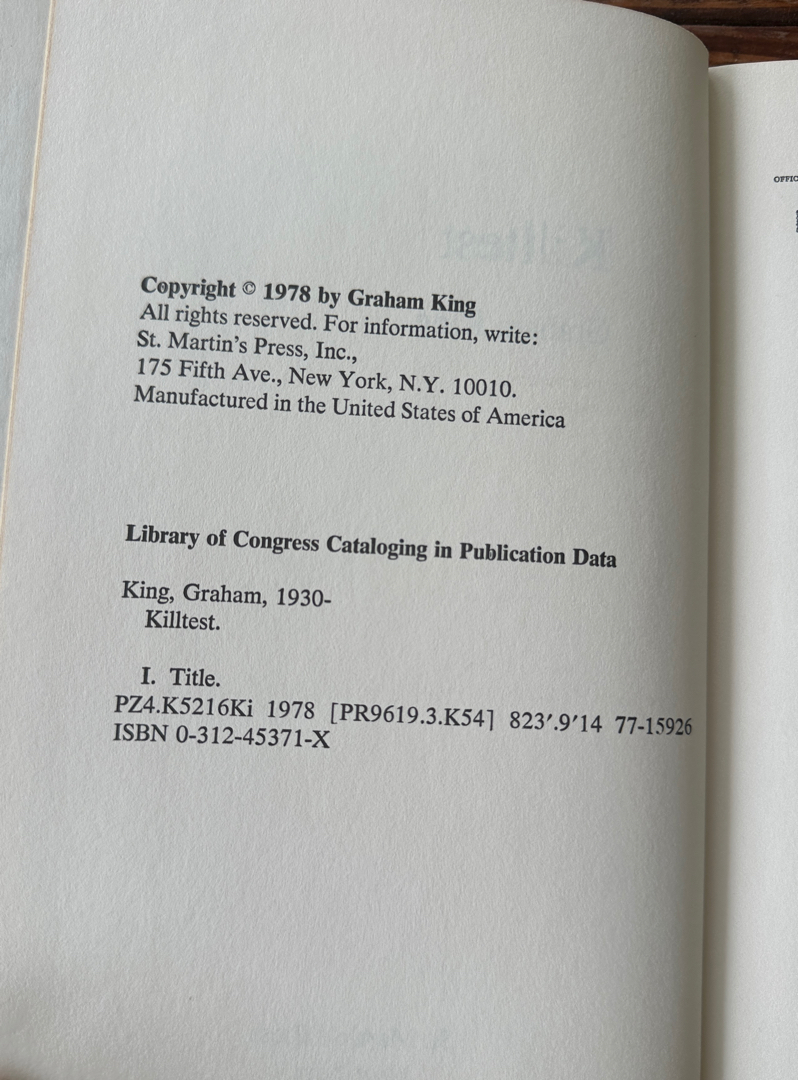 Copyright © 1978 by Graham King
All rights reserved. For information, write:
St. Martin's Press, Inc.,
175 Fifth Ave., New York, N.Y. 10010.
Manufactured in the United States of America
Library of Congress Cataloging in Publication Data
King, Graham, 1930-
Killtest.
I. Title.
PZ4.K5216Ki 1978 [PR9619.3.K54] 823'.9'14 77-15926
ISBN 0-312-45371-X
OFFIC